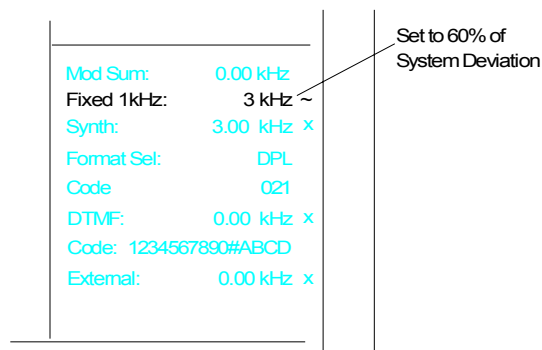 Set to 60% of
System Deviation
Mod Sum: 0.00 kHz
Fixed 1kHz: 3 kHz ~
Synth: 3.00 kHz x
Format Sel: DPL
Code 021
DTMF: 0.00 kHz x
Code: 1234567890#ABCD
External: 0.00 kHz x